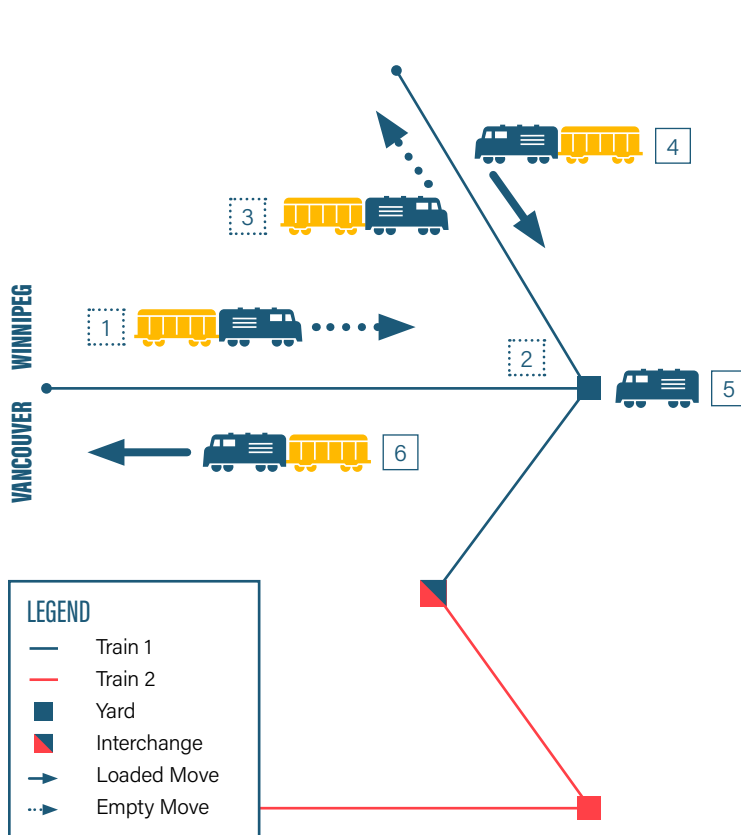 4
3
WINNIPEG
1
2
5
VANCOUVER
6
LEGEND
Train 1
Train 2
Yard
Interchange
Loaded Move
Empty Move